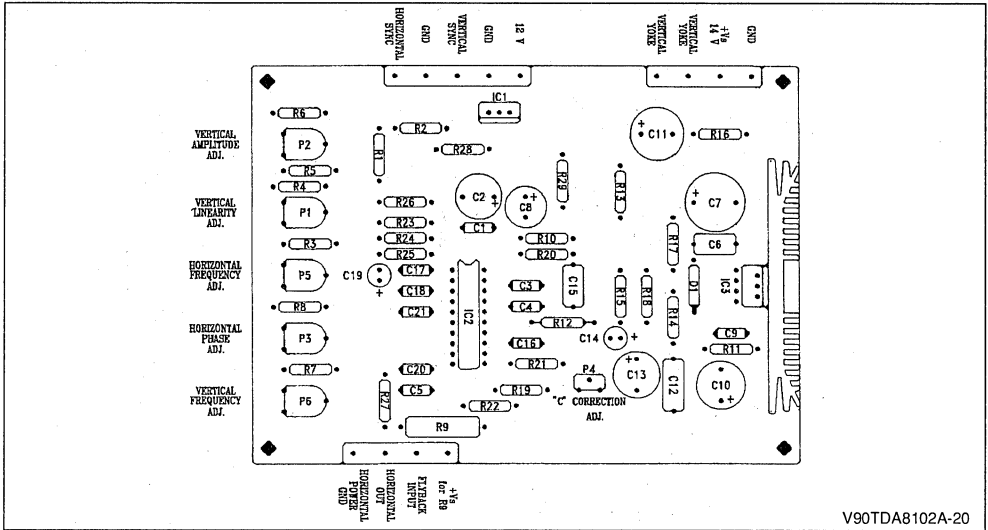 HORIZONTAL
SYNC
GND
VERTICAL
SYNC
GND
12 V
VERTICAL
YOKE
VERTICAL
YOKE
+Vs
14 V
GND
IC1
R6
R2
C11
R16
VERTICAL
AMPLITUDE
ADJ.
P2
R1
R28
R5
R4
R29
R13
C7
VERTICAL
LINEARITY
ADJ.
P1
R26
C2
C8
R23
C1
R24
R10
R17
C6
R3
R25
R20
HORIZONTAL
FREQUENCY
ADJ.
P5
C19
C17
C18
C21
IC2
C3
C15
C4
R15
R18
D1
IC3
R8
R12
R14
C9
HORIZONTAL
PHASE
ADJ.
P3
C16
C14
R11
R7
C20
R21
P4
C13
C12
C10
VERTICAL
FREQUENCY
ADJ.
P6
R27
C5
R19
"C" CORRECTION
ADJ.
R22
R9
HORIZONTAL
POWER
GND
HORIZONTAL
OUT
FLYBACK
INPUT
+Vs
for R9
V90TDA8102A-20